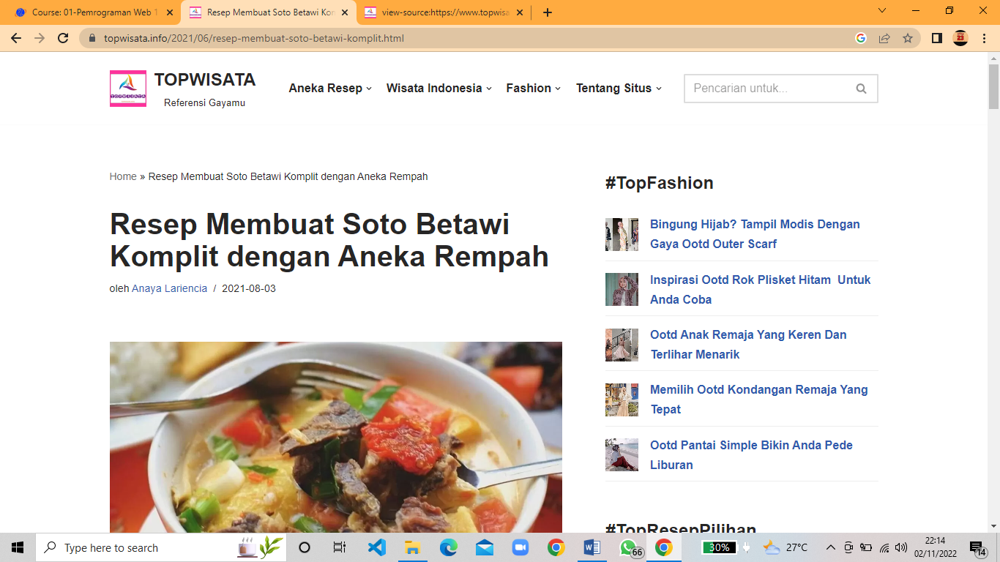 Course: 01-Pemrograman Web 1
Resep Membuat Soto Betawi Kom
view-source:https://www.topwisa
topwisata.info/2021/06/resep-membuat-soto-betawi-komplit.html
TOPWISATA
TOPWISATA
Referensi Gayamu
Aneka Resep
Wisata Indonesia
Fashion
Tentang Situs
Pencarian untuk...
Home » Resep Membuat Soto Betawi Komplit dengan Aneka Rempah
Resep Membuat Soto Betawi
Komplit dengan Aneka Rempah
oleh Anaya Lariencia / 2021-08-03
#TopFashion
Bingung Hijab? Tampil Modis Dengan
Gaya Ootd Outer Scarf
Inspirasi Ootd Rok Plisket Hitam Untuk
Anda Coba
Ootd Anak Remaja Yang Keren Dan
Terlihar Menarik
Memilih Ootd Kondangan Remaja Yang
Tepat
Ootd Pantai Simple Bikin Anda Pede
Liburan
#TopResepPilihan
Type here to search
66
30%
27°C
22:14
02/11/2022
14